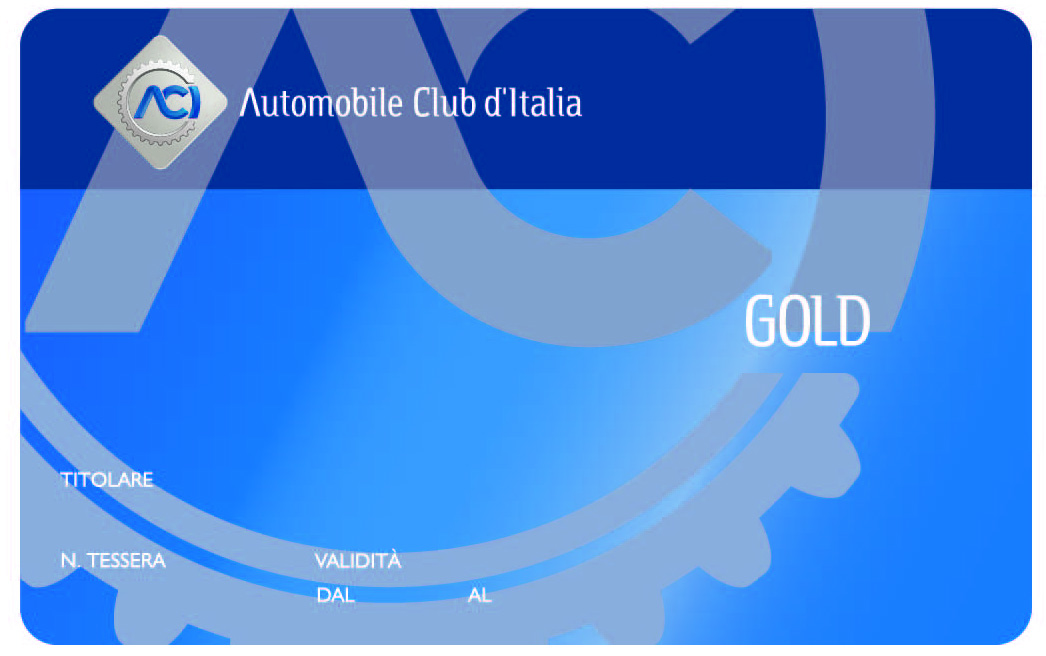 ACI Automobile Club d'Italia
GOLD
TITOLARE
N. TESSERA VALIDITÀ
DAL AL